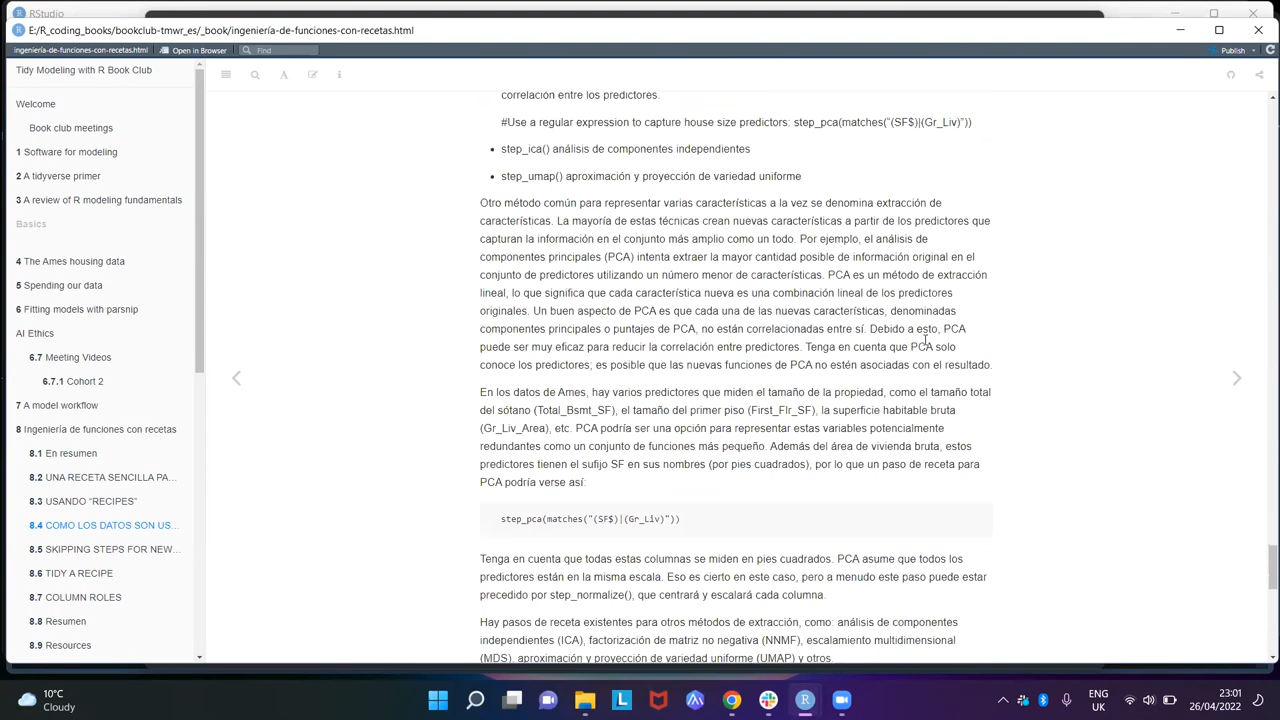 RStudio
E:/R_coding_books/bookclub-tmwr_es/_book/ingeniería-de-funciones-con-recetas.html
ingeniería-de-funciones-con-recetas.html
Open in Browser
Find
Publish
Tidy Modeling with R Book Club
Welcome
Book club meetings
1 Software for modeling
2 A tidyverse primer
3 A review of R modeling fundamentals
Basics
4 The Ames housing data
5 Spending our data
6 Fitting models with parsnip
AI Ethics
6.7 Meeting Videos
6.7.1 Cohort 2
7 A model workflow
8 Ingeniería de funciones con recetas
8.1 En resumen
8.2 UNA RECETA SENCILLA PA...
8.3 USANDO “RECIPES”
8.4 COMO LOS DATOS SON US...
8.5 SKIPPING STEPS FOR NEW...
8.6 TIDY A RECIPE
8.7 COLUMN ROLES
8.8 Resumen
8.9 Resources
correlación entre los predictores.
#Use a regular expression to capture house size predictors: step_pca(matches("(SF$)|(Gr_Liv)"))
• step_ica() análisis de componentes independientes
• step_umap() aproximación y proyección de variedad uniforme
Otro método común para representar varias características a la vez se denomina extracción de
características. La mayoría de estas técnicas crean nuevas características a partir de los predictores que
capturan la información en el conjunto más amplio como un todo. Por ejemplo, el análisis de
componentes principales (PCA) intenta extraer la mayor cantidad posible de información original en el
conjunto de predictores utilizando un número menor de características. PCA es un método de extracción
lineal, lo que significa que cada característica nueva es una combinación lineal de los predictores
originales. Un buen aspecto de PCA es que cada una de las nuevas características, denominadas
componentes principales o puntajes de PCA, no están correlacionadas entre sí. Debido a esto, PCA
puede ser muy eficaz para reducir la correlación entre predictores. Tenga en cuenta que PCA solo
conoce los predictores; es posible que las nuevas funciones de PCA no estén asociadas con el resultado.
En los datos de Ames, hay varios predictores que miden el tamaño de la propiedad, como el tamaño total
del sótano (Total_Bsmt_SF), el tamaño del primer piso (First_Flr_SF), la superficie habitable bruta
(Gr_Liv_Area), etc. PCA podría ser una opción para representar estas variables potencialmente
redundantes como un conjunto de funciones más pequeño. Además del área de vivienda bruta, estos
predictores tienen el sufijo SF en sus nombres (por pies cuadrados), por lo que un paso de receta para
PCA podría verse así:
step_pca(matches("(SF$)|(Gr_Liv)"))
Tenga en cuenta que todas estas columnas se miden en pies cuadrados. PCA asume que todos los
predictores están en la misma escala. Eso es cierto en este caso, pero a menudo este paso puede estar
precedido por step_normalize(), que centrará y escalará cada columna.
Hay pasos de receta existentes para otros métodos de extracción, como: análisis de componentes
independientes (ICA), factorización de matriz no negativa (NNMF), escalamiento multidimensional
(MDS), aproximación y proyección de variedad uniforme (UMAP) y otros.
10°C
Cloudy
ENG
UK
23:01
26/04/2022